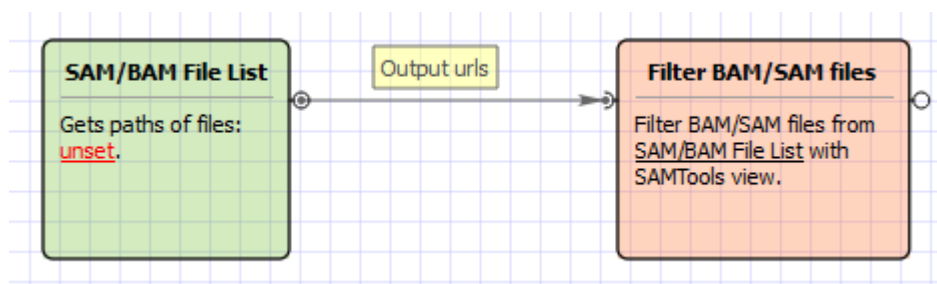 SAM/BAM File List
Gets paths of files:
unset.
Output urls
Filter BAM/SAM files
Filter BAM/SAM files from
SAM/BAM File List with
SAMTools view.